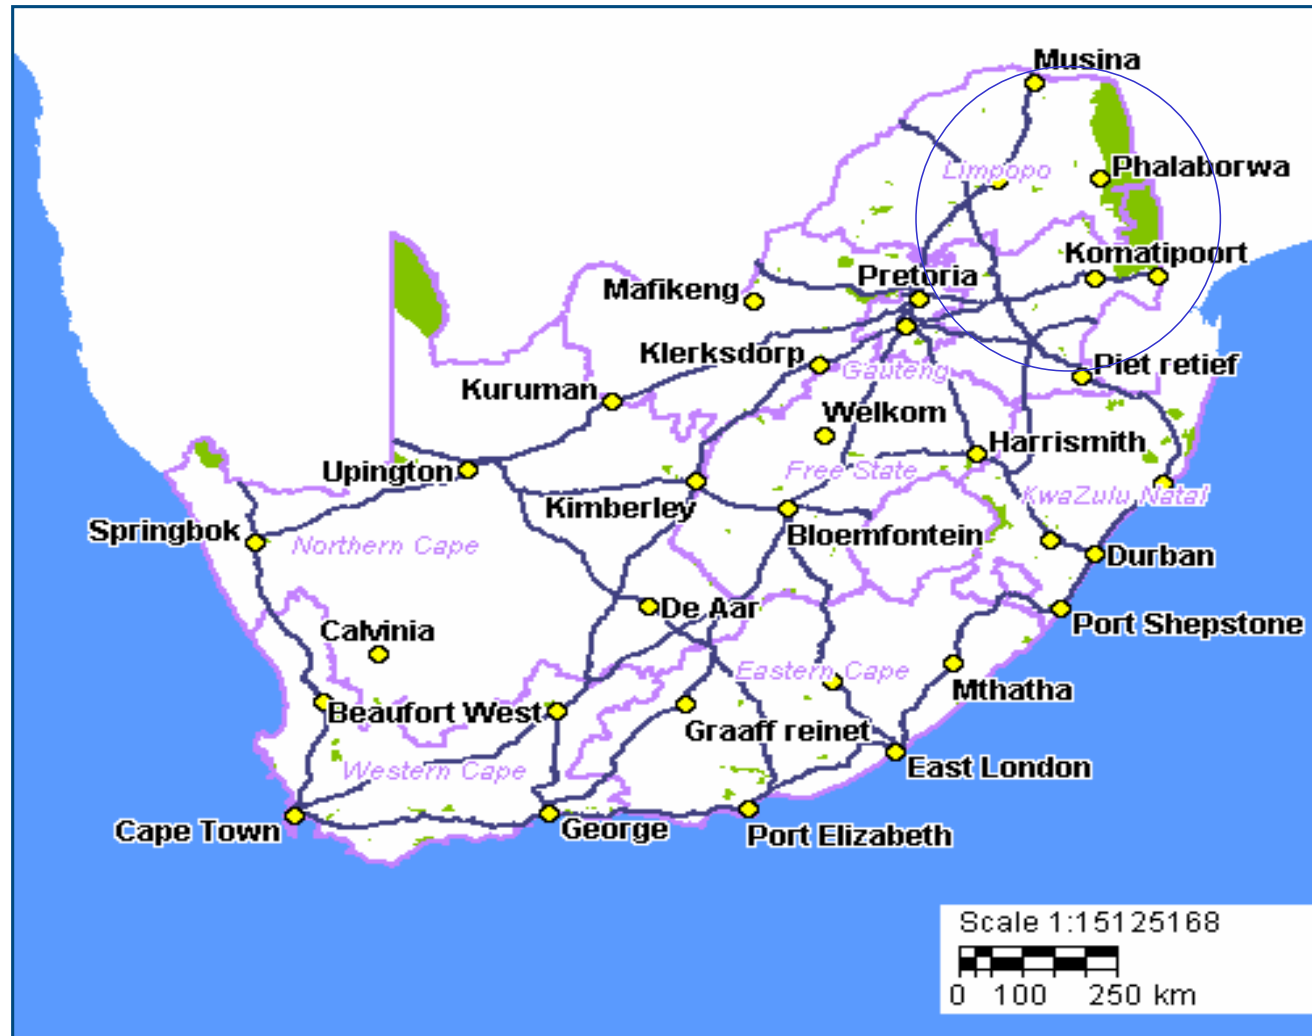 Musina
Limpopo
Phalaborwa
Komatipoort
Pretoria
Mafikeng
Klerksdorp
Gauteng
Piet retief
Kuruman
Welkom
Harrismith
Upington
Free State
Kimberley
KwaZulu Natal
Springbok
Northern Cape
Bloemfontein
Durban
De Aar
Port Shepstone
Calvinia
Eastern Cape
Mthatha
Beaufort West
Graaff reinet
Western Cape
East London
Cape Town
George
Port Elizabeth
Scale 1:15125168
0 100 250 km